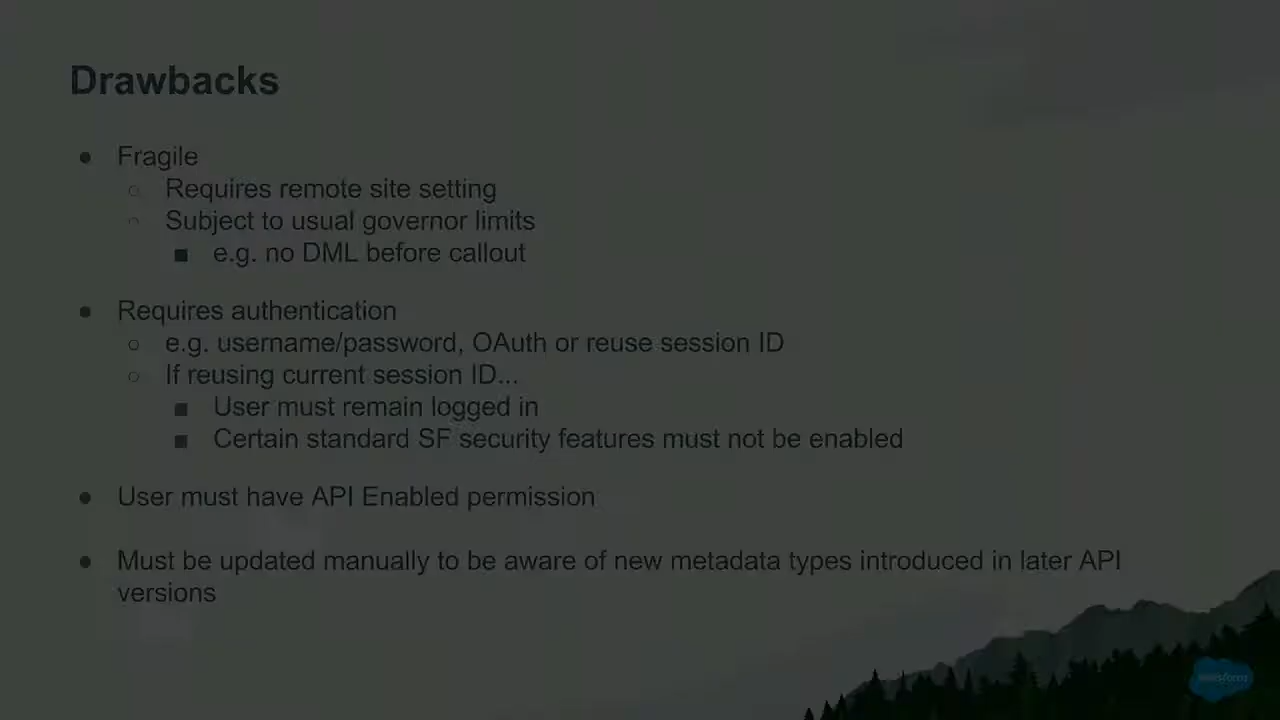 Drawbacks
● Fragile
○ Requires remote site setting
○ Subject to usual governor limits
■ e.g. no DML before callout
● Requires authentication
○ e.g. username/password, OAuth or reuse session ID
○ If reusing current session ID...
■ User must remain logged in
■ Certain standard SF security features must not be enabled
● User must have API Enabled permission
● Must be updated manually to be aware of new metadata types introduced in later API
versions
salesforce